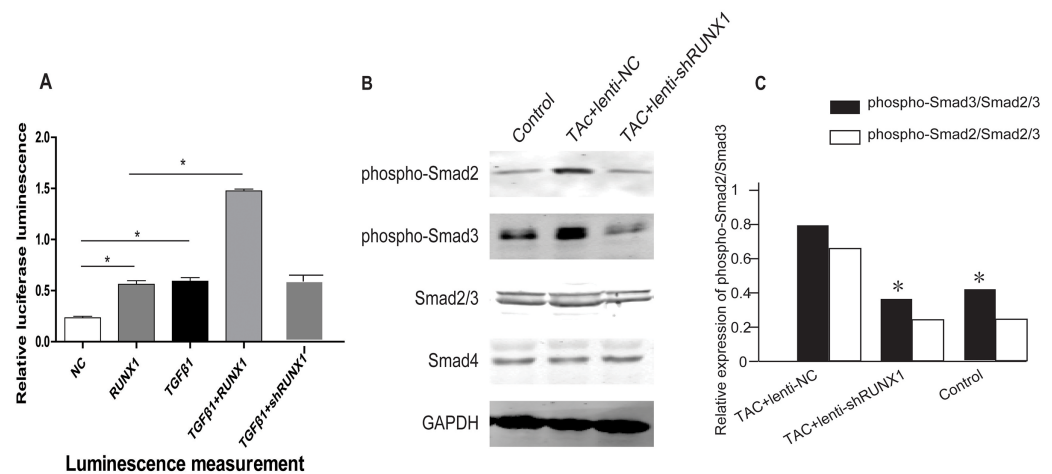 A
Relative luciferase luminescence
2.0
1.5
1.0
0.5
0.0
*
*
*
NC
RUNX1
TGFβ1
TGFβ1+RUNX1
TGFβ1+shRUNX1
Luminescence measurement
B
Control
TAc+lenti-NC
TAC+lenti-shRUNX1
phospho-Smad2
phospho-Smad3
Smad2/3
Smad4
GAPDH
C
phospho-Smad3/Smad2/3
phospho-Smad2/Smad2/3
Relative expression of phospho-Smad2/Smad3
1
0.8
0.6
0.4
0.2
0
*
*
TAC+lenti-NC
TAC+lenti-shRUNX1
Control